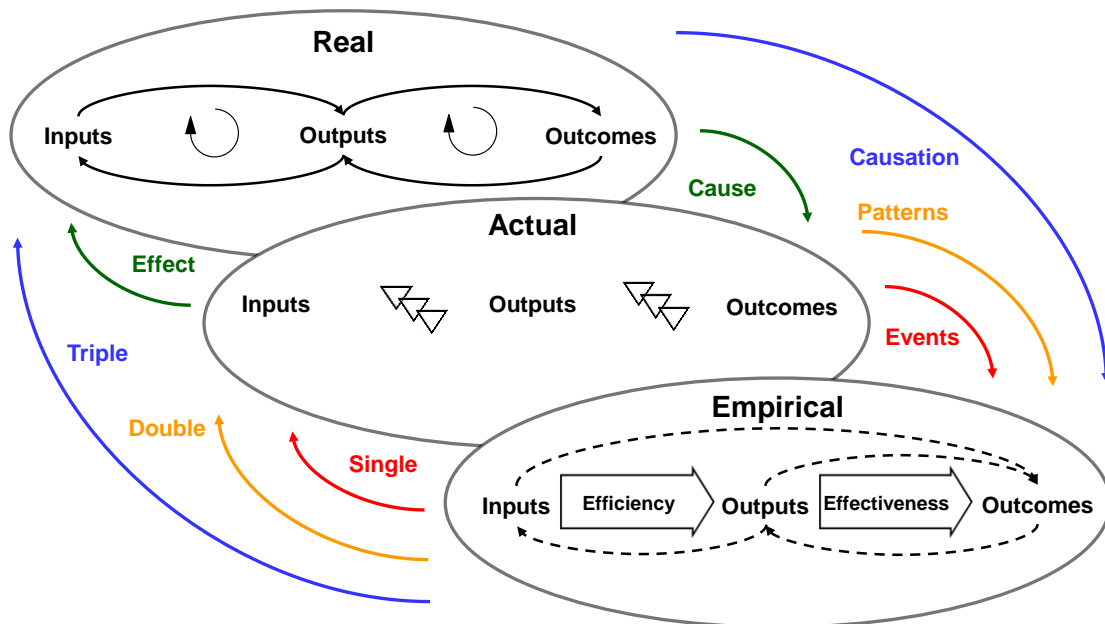 Real
Inputs
Outputs
Outcomes
Causation
Cause
Patterns
Actual
Effect
Inputs
Outputs
Outcomes
Events
Triple
Empirical
Double
Single
Inputs
Efficiency
Outputs
Effectiveness
Outcomes